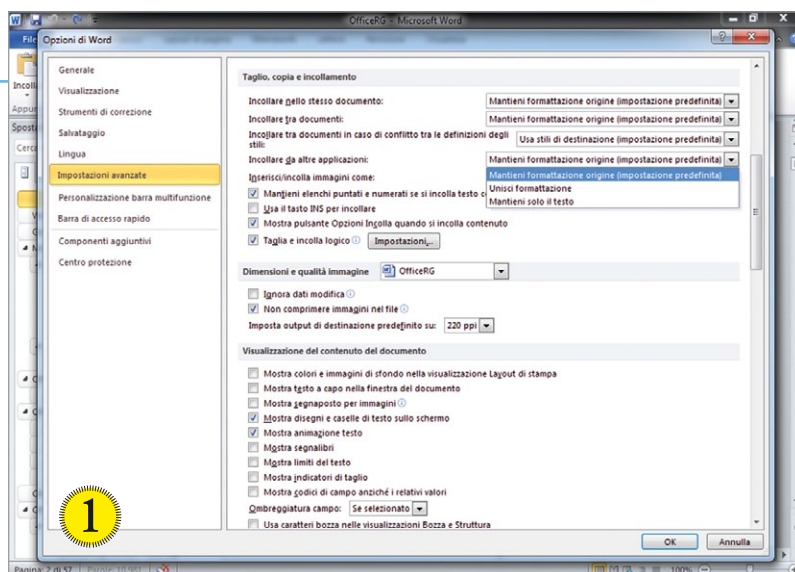 OfficeRG - Microsoft Word
File
Opzioni di Word
Incolla
Generale
Visualizzazione
Strumenti di correzione
Salvataggio
Lingua
Impostazioni avanzate
Personalizzazione barra multifunzione
Barra di accesso rapido
Componenti aggiuntivi
Centro protezione
Taglio, copia e incollamento
Incollare nello stesso documento: Mantieni formattazione origine (impostazione predefinita)
Incollare tra documenti: Mantieni formattazione origine (impostazione predefinita)
Incollare tra documenti in caso di conflitto tra le definizioni degli stili: Usa stili di destinazione (impostazione predefinita)
Incollare da altre applicazioni: Mantieni formattazione origine (impostazione predefinita)
Mantieni formattazione origine (impostazione predefinita)
Unisci formattazione
Mantieni solo il testo
Inserisci/incolla immagini come:
Mantieni elenchi puntati e numerati se si incolla testo
Usa il tasto INS per incollare
Mostra pulsante Opzioni Incolla quando si incolla contenuto
Taglia e incolla logico Impostazioni...
Dimensioni e qualità immagine OfficeRG
Ignora dati modifica
Non comprimere immagini nel file
Imposta output di destinazione predefinito su: 220 ppi
Visualizzazione del contenuto del documento
Mostra colori e immagini di sfondo nella visualizzazione Layout di stampa
Mostra testo a capo nella finestra del documento
Mostra segnaposto per immagini
Mostra disegni e caselle di testo sullo schermo
Mostra animazione testo
Mostra segnalibri
Mostra limiti del testo
Mostra indicatori di taglio
Mostra codici di campo anziché i relativi valori
Ombreggiatura campo: Se selezionato
Usa caratteri bozza nelle visualizzazioni Bozza e Struttura
OK Annulla
1
Pagina: 2 di 57 Parole: 10.981 100%